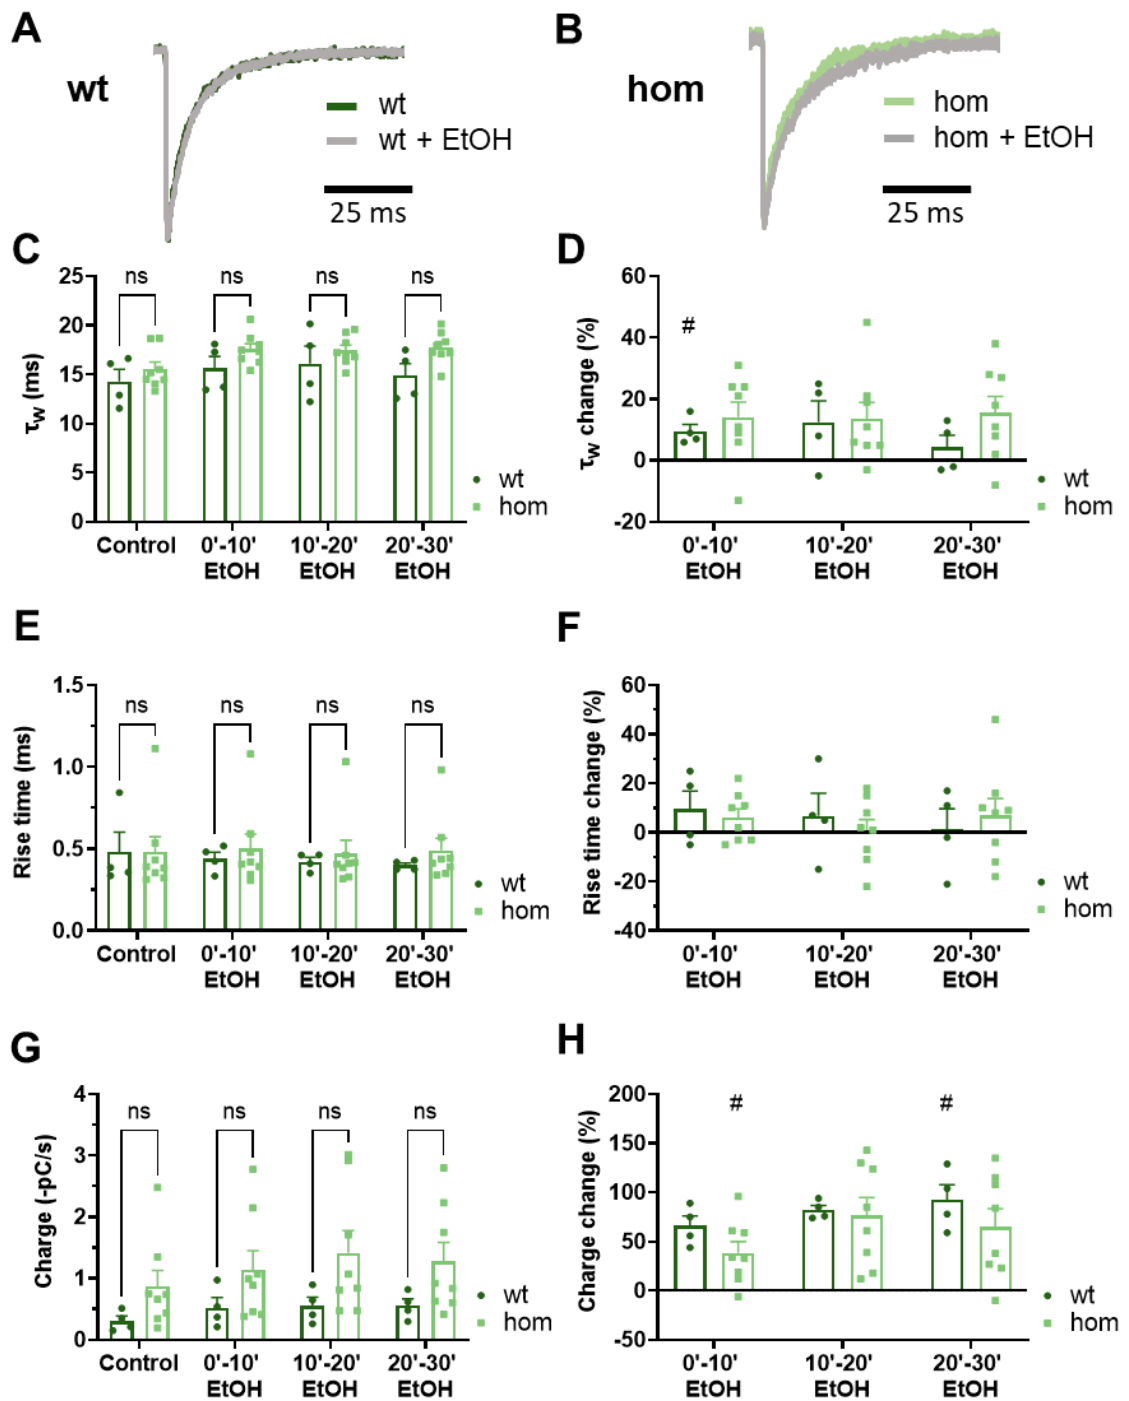 A
wt
wt
wt + EtOH
25 ms
B
hom
hom
hom + EtOH
25 ms
C
τw (ms)
25
20
15
10
5
0
ns
ns
ns
ns
Control
0'-10'
EtOH
10'-20'
EtOH
20'-30'
EtOH
wt
hom
D
τw change (%)
60
40
20
0
-20
#
0'-10'
EtOH
10'-20'
EtOH
20'-30'
EtOH
wt
hom
E
Rise time (ms)
1.5
1.0
0.5
0.0
ns
ns
ns
ns
Control
0'-10'
EtOH
10'-20'
EtOH
20'-30'
EtOH
wt
hom
F
Rise time change (%)
60
40
20
0
-20
-40
0'-10'
EtOH
10'-20'
EtOH
20'-30'
EtOH
wt
hom
G
Charge (-pC/s)
4
3
2
1
0
ns
ns
ns
ns
Control
0'-10'
EtOH
10'-20'
EtOH
20'-30'
EtOH
wt
hom
H
Charge change (%)
200
150
100
50
0
-50
#
#
0'-10'
EtOH
10'-20'
EtOH
20'-30'
EtOH
wt
hom